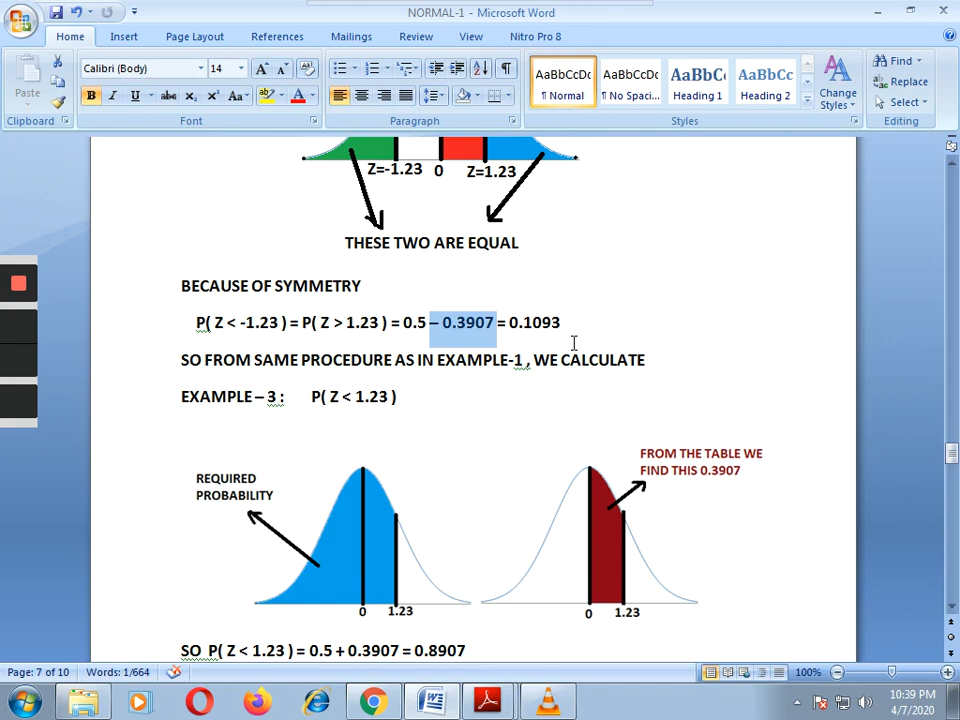 NORMAL-1 - Microsoft Word
Home Insert Page Layout References Mailings Review View Nitro Pro 8
Calibri (Body) 14
Paste
B I U abc X₂ X² Aa A
AaBbCcDc AaBbCcDc AaBbC AaBbCc
¶ Normal ¶ No Spaci... Heading 1 Heading 2
Change Styles
Find
Replace
Select
Clipboard Font Paragraph Styles Editing
Z=-1.23 0 Z=1.23
THESE TWO ARE EQUAL
BECAUSE OF SYMMETRY
P( Z < -1.23 ) = P( Z > 1.23 ) = 0.5 – 0.3907 = 0.1093
SO FROM SAME PROCEDURE AS IN EXAMPLE-1 , WE CALCULATE
EXAMPLE – 3 : P( Z < 1.23 )
REQUIRED
PROBABILITY
FROM THE TABLE WE
FIND THIS 0.3907
0 1.23
0 1.23
SO P( Z < 1.23 ) = 0.5 + 0.3907 = 0.8907
Page: 7 of 10 Words: 1/664 100%
10:39 PM
4/7/2020